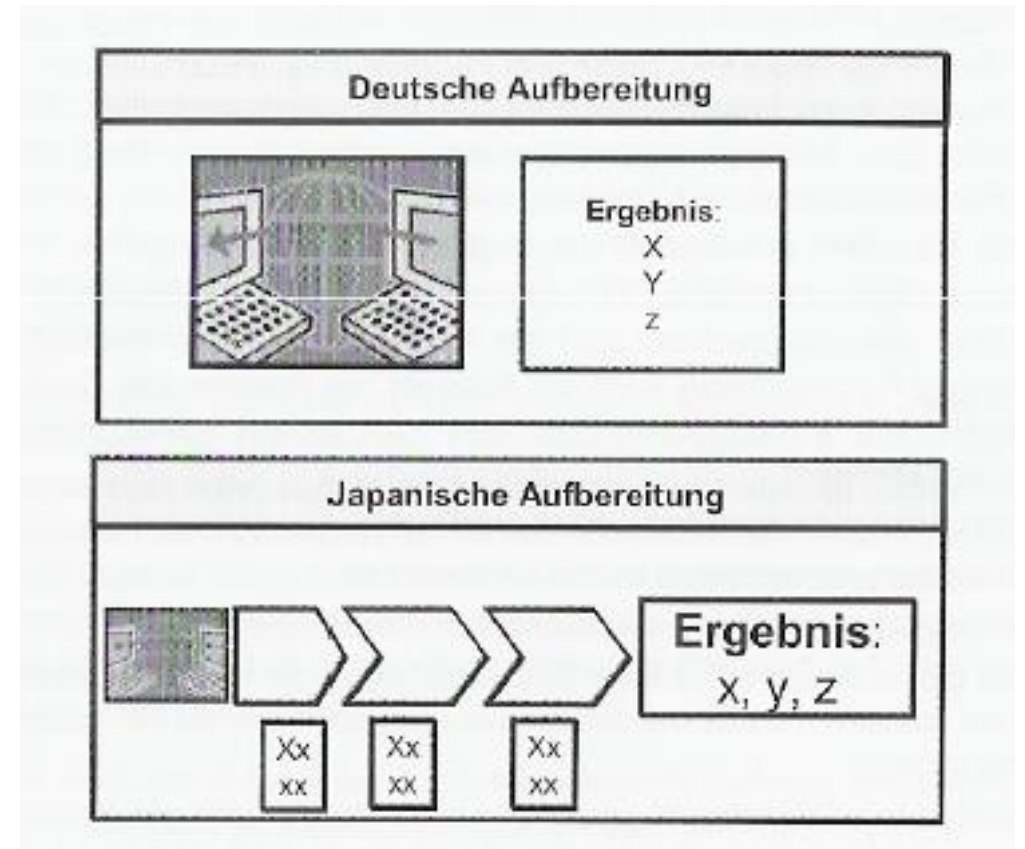 Deutsche Aufbereitung
Ergebnis:
X
Y
z
Japanische Aufbereitung
Ergebnis:
x, y, z
Xx
xx
Xx
xx
Xx
xx